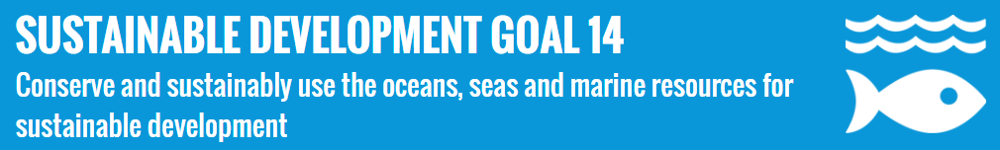 SUSTAINABLE DEVELOPMENT GOAL 14
Conserve and sustainably use the oceans, seas and marine resources for
sustainable development